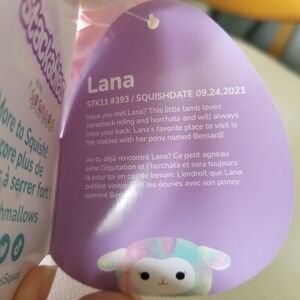 Stackables
More to Squish!
core plus de
s à serrer fort!
hmallows
Lana
STK11 #393 / SQUISHDATE 09.24.2021
Have you met Lana? This little lamb loves
horseback riding and horchata and will always
have your back. Lana's favorite place to visit is
the stables with her pony named Bernard!
As-tu déjà rencontré Lana? Ce petit agneau
aime l'équitation et l'horchata et sera toujours
là pour toi en cas de besoin. L'endroit que Lana
préfère visiter est les écuries avec son poney
nommé Bernard!